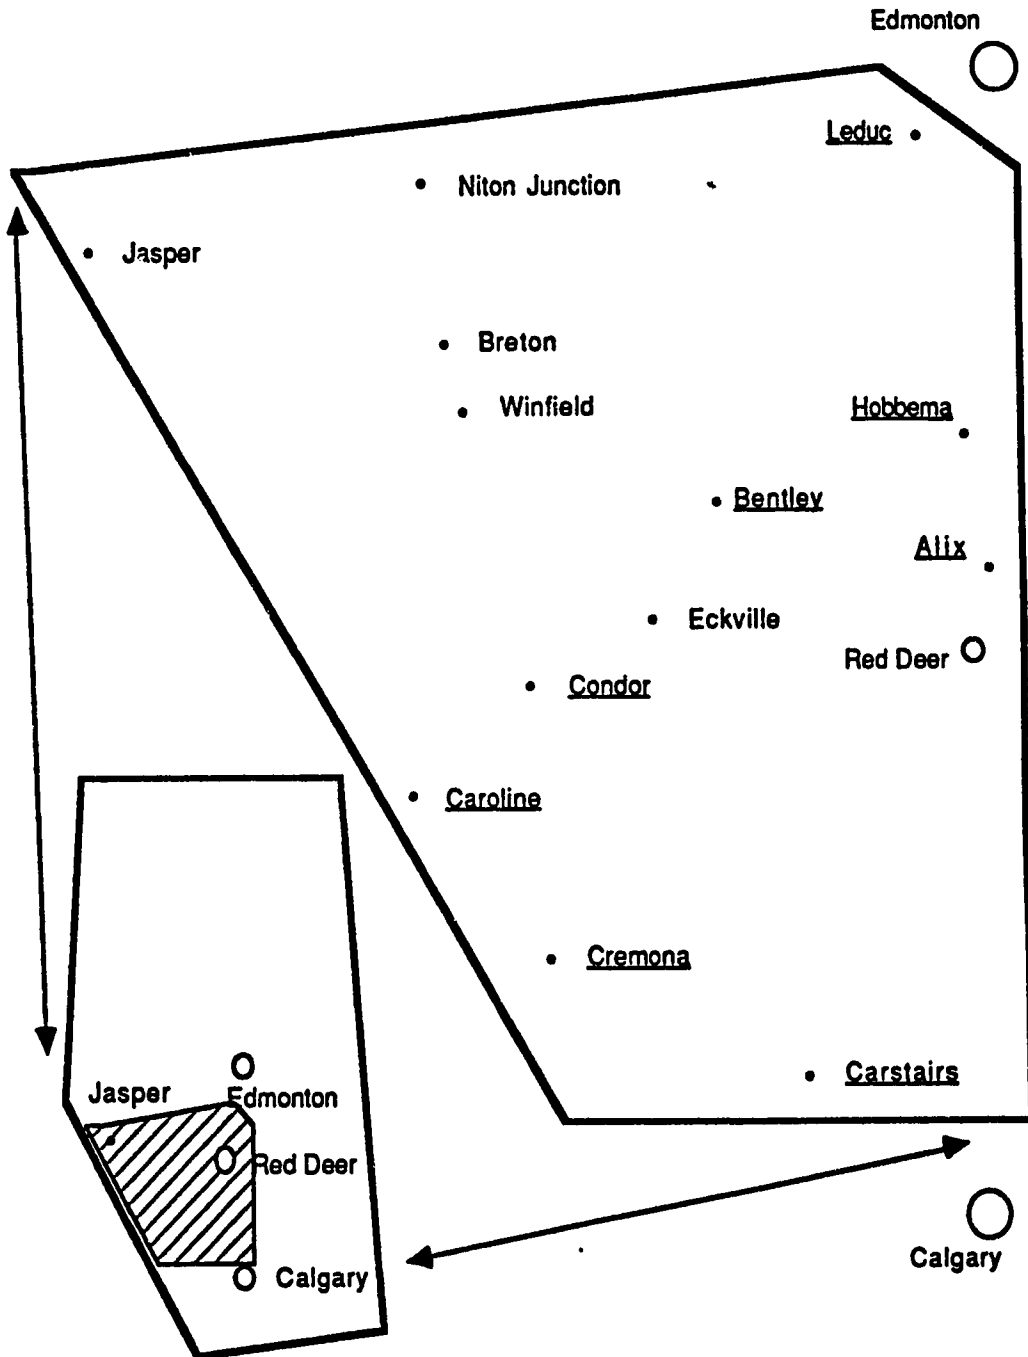 Edmonton
Leduc
Niton Junction
Jasper
Breton
Winfield
Hobbema
Bentley
Alix
Eckville
Red Deer
Condor
Caroline
Cremona
Carstairs
Jasper
Edmonton
Red Deer
Calgary
Calgary